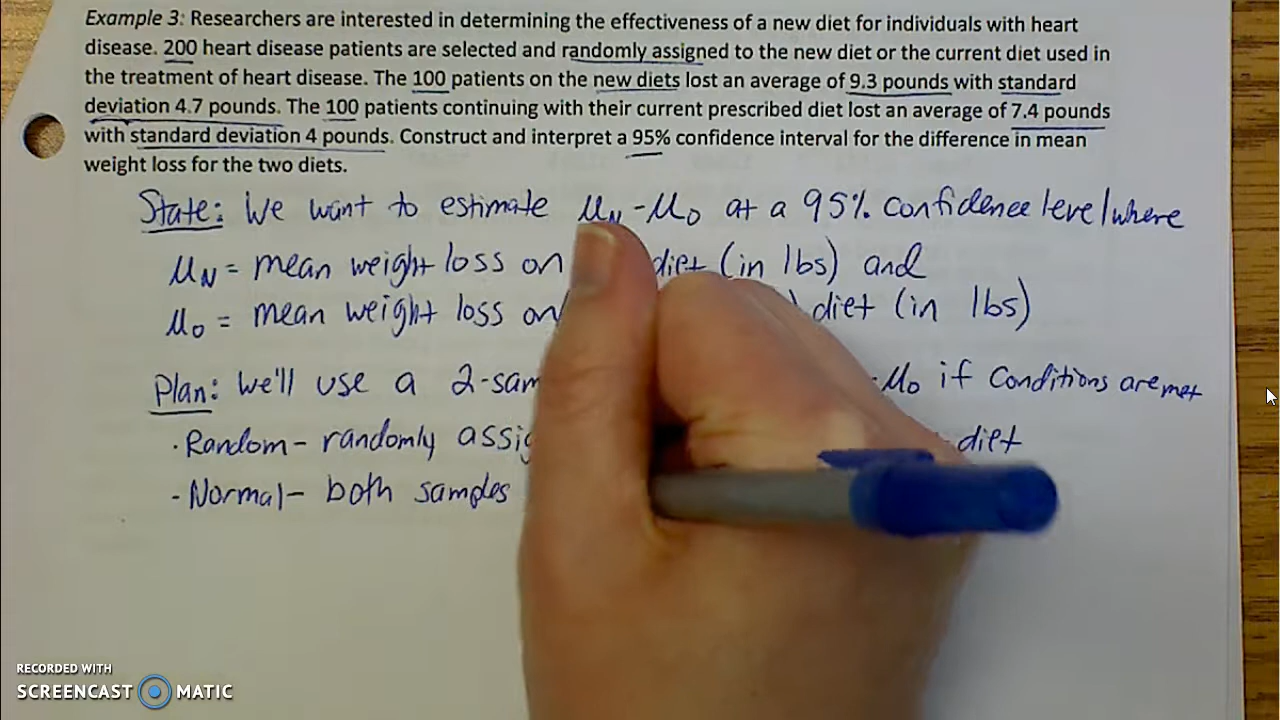 Example 3: Researchers are interested in determining the effectiveness of a new diet for individuals with heart
disease. 200 heart disease patients are selected and randomly assigned to the new diet or the current diet used in
the treatment of heart disease. The 100 patients on the new diets lost an average of 9.3 pounds with standard
deviation 4.7 pounds. The 100 patients continuing with their current prescribed diet lost an average of 7.4 pounds
with standard deviation 4 pounds. Construct and interpret a 95% confidence interval for the difference in mean
weight loss for the two diets.
State: We want to estimate μN - μO at a 95% confidence level where
μN = mean weight loss on diet (in lbs) and
μO = mean weight loss on diet (in lbs)
Plan: We'll use a 2-sam μO if conditions are met
· Random - randomly assig diet
- Normal - both samples
RECORDED WITH
SCREENCAST MATIC